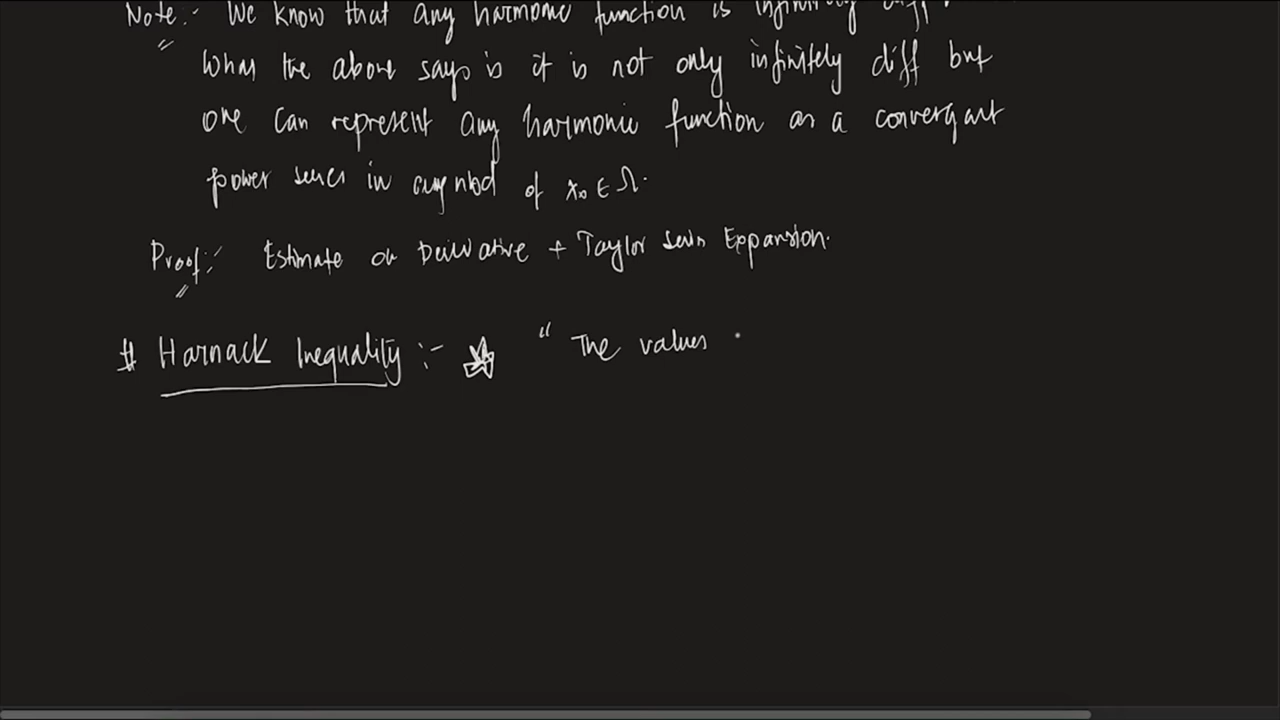 Note :- We know that any harmonic function is infinitely diff
What the above says is it is not only infinitely diff but
one can represent any harmonic function as a convergant
power series in any nbd of x₀ ∈ Ω.
Proof :- Estimate on Derivative + Taylor series Expansion.
# Harnack Inequality :- ☆ " The values